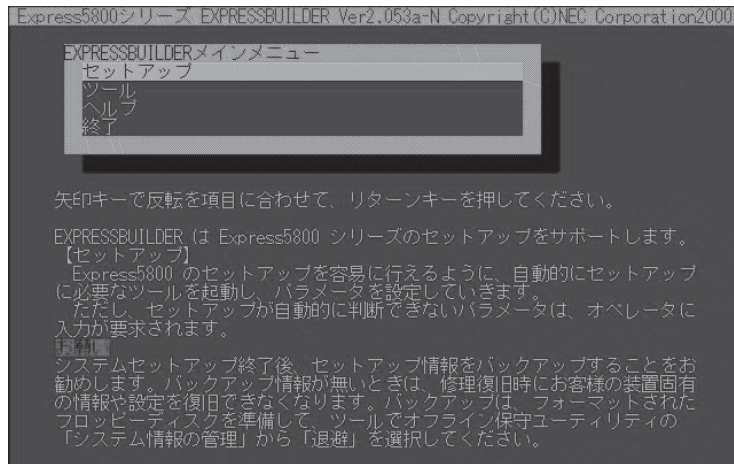 Express5800シリーズ EXPRESSBUILDER Ver2.053a-N Copyright(C)NEC Corporation2000
EXPRESSBUILDERメインメニュー
セットアップ
ツール
ヘルプ
終了
矢印キーで反転を項目に合わせて、リターンキーを押してください。
EXPRESSBUILDER は Express5800 シリーズのセットアップをサポートします。
【セットアップ】
Express5800 のセットアップを容易に行えるように、自動的にセットアップ
に必要なツールを起動し、パラメータを設定していきます。
ただし、セットアップが自動的に判断できないパラメータは、オペレータに
入力が要求されます。
お願い
システムセットアップ終了後、セットアップ情報をバックアップすることをお
勧めします。バックアップ情報が無いときは、修理復旧時にお客様の装置固有
の情報や設定を復旧できなくなります。バックアップは、フォーマットされた
フロッピーディスクを準備して、ツールでオフライン保守ユーティリティの
「システム情報の管理」から「退避」を選択してください。